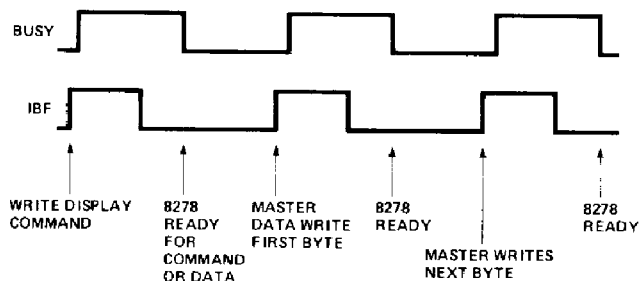 BUSY
IBF
WRITE DISPLAY
COMMAND
8278
READY
FOR
COMMAND
OR DATA
MASTER
DATA WRITE
FIRST BYTE
8278
READY
MASTER WRITES
NEXT BYTE
8278
READY